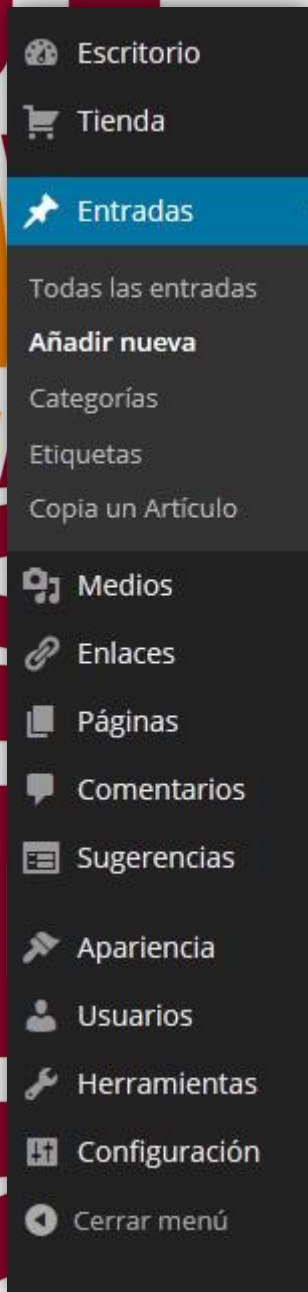 Escritorio
Tienda
Entradas
Todas las entradas
Añadir nueva
Categorías
Etiquetas
Copia un Artículo
Medios
Enlaces
Páginas
Comentarios
Sugerencias
Apariencia
Usuarios
Herramientas
Configuración
Cerrar menú